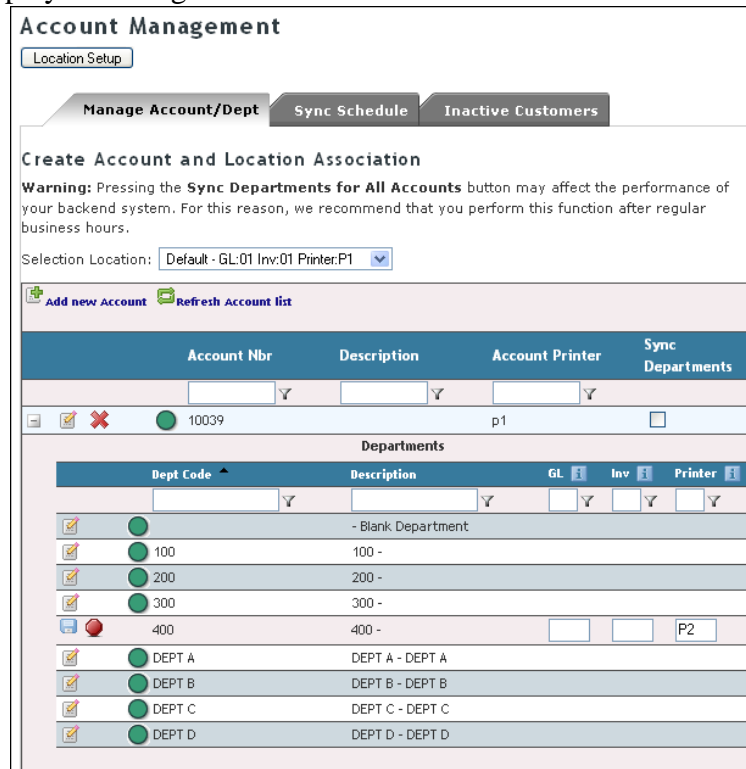 Account Management
Location Setup
Manage Account/Dept Sync Schedule Inactive Customers
Create Account and Location Association
Warning: Pressing the Sync Departments for All Accounts button may affect the performance of
your backend system. For this reason, we recommend that you perform this function after regular
business hours.
Selection Location: Default - GL:01 Inv:01 Printer:P1
Add new Account Refresh Account list
Account Nbr Description Account Printer Sync Departments
10039 p1
Departments
Dept Code Description GL i Inv i Printer i
- Blank Department
100 100 -
200 200 -
300 300 -
400 400 - P2
DEPT A DEPT A - DEPT A
DEPT B DEPT B - DEPT B
DEPT C DEPT C - DEPT C
DEPT D DEPT D - DEPT D